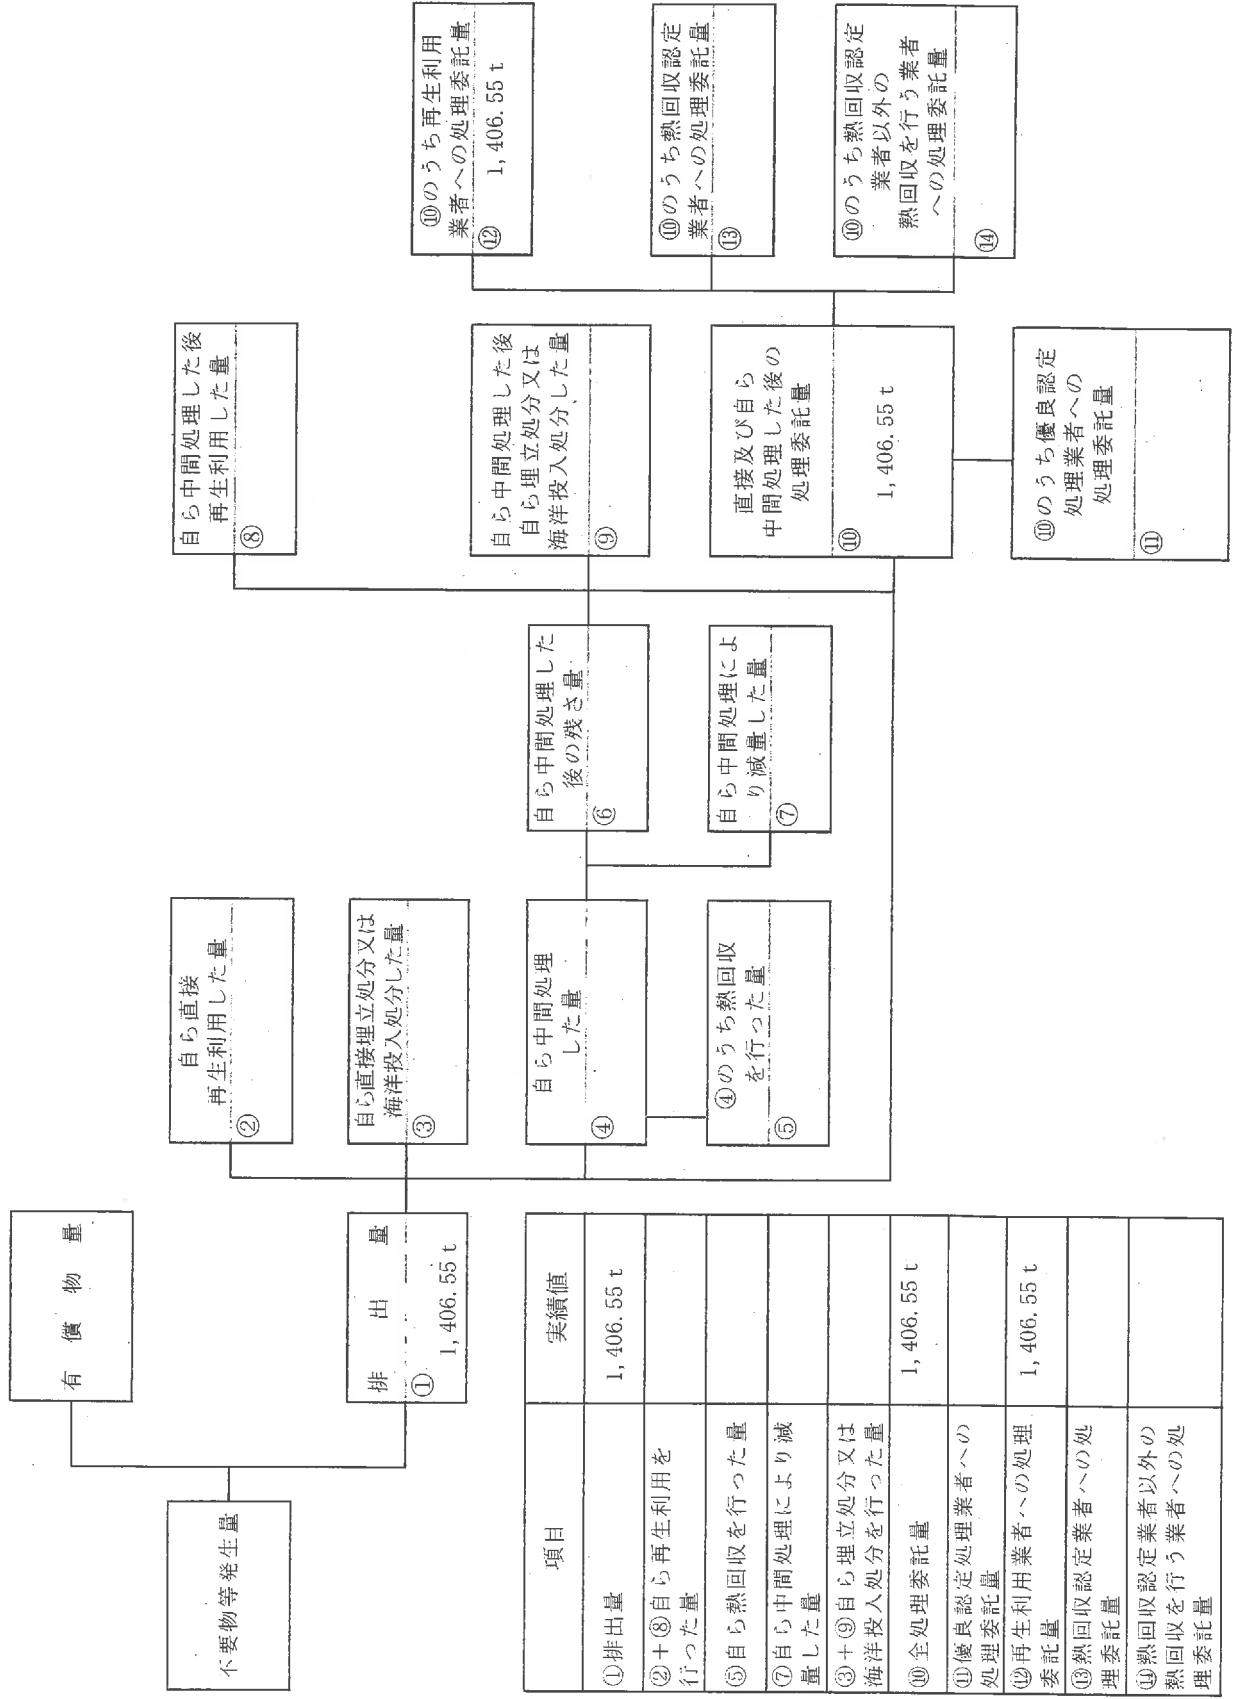 不要物等発生量
有償物量
排出量
①
1,406.55 t
自ら直接
再生利用した量
②
自ら直接埋立処分又は
海洋投入処分した量
③
自ら中間処理
した量
④
④のうち熱回収
を行った量
⑤
自ら中間処理した
後の残さ量
⑥
自ら中間処理によ
り減量した量
⑦
自ら中間処理した後
再生利用した量
⑧
自ら中間処理した後
自ら埋立処分又は
海洋投入処分した量
⑨
直接及び自ら
中間処理した後の
処理委託量
⑩
1,406.55 t
⑩のうち優良認定
処理業者への
処理委託量
⑪
⑩のうち再生利用
業者への処理委託量
⑫ 1,406.55 t
⑩のうち熱回収認定
業者への処理委託量
⑬
⑩のうち熱回収認定
業者以外の
熱回収を行う業者
への処理委託量
⑭
項目 実績値
①排出量 1,406.55 t
②＋⑧自ら再生利用を
行った量
⑤自ら熱回収を行った量
⑦自ら中間処理により減
量した量
③＋⑨自ら埋立処分又は
海洋投入処分を行った量
⑩全処理委託量 1,406.55 t
⑪優良認定処理業者への
処理委託量
⑫再生利用業者への処理
委託量 1,406.55 t
⑬熱回収認定業者への処
理委託量
⑭熱回収認定業者以外の
熱回収を行う業者への処
理委託量